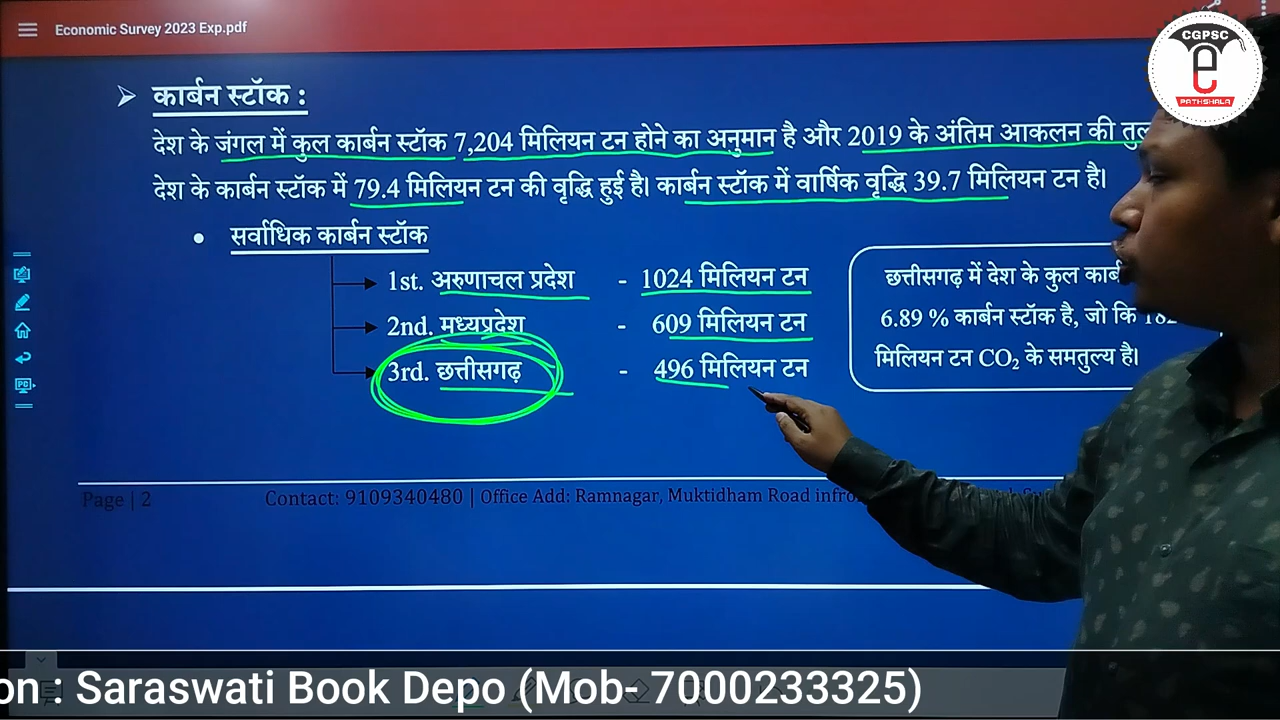 Economic Survey 2023 Exp.pdf
CGPSC
e
PATHSHALA
➢ कार्बन स्टॉक :
देश के जंगल में कुल कार्बन स्टॉक 7,204 मिलियन टन होने का अनुमान है और 2019 के अंतिम आकलन की
देश के कार्बन स्टॉक में 79.4 मिलियन टन की वृद्धि हुई है। कार्बन स्टॉक में वार्षिक वृद्धि 39.7 मिलियन टन है।
• सर्वाधिक कार्बन स्टॉक
1st. अरुणाचल प्रदेश - 1024 मिलियन टन
2nd. मध्यप्रदेश - 609 मिलियन टन
3rd. छत्तीसगढ़ - 496 मिलियन टन
छत्तीसगढ़ में देश के कुल
6.89 % कार्बन स्टॉक है, जो कि
मिलियन टन CO₂ के समतुल्य है।
Page | 2
Contact: 9109340480 | Office Add: Ramnagar, Muktidham Road
PC
on : Saraswati Book Depo (Mob- 7000233325)